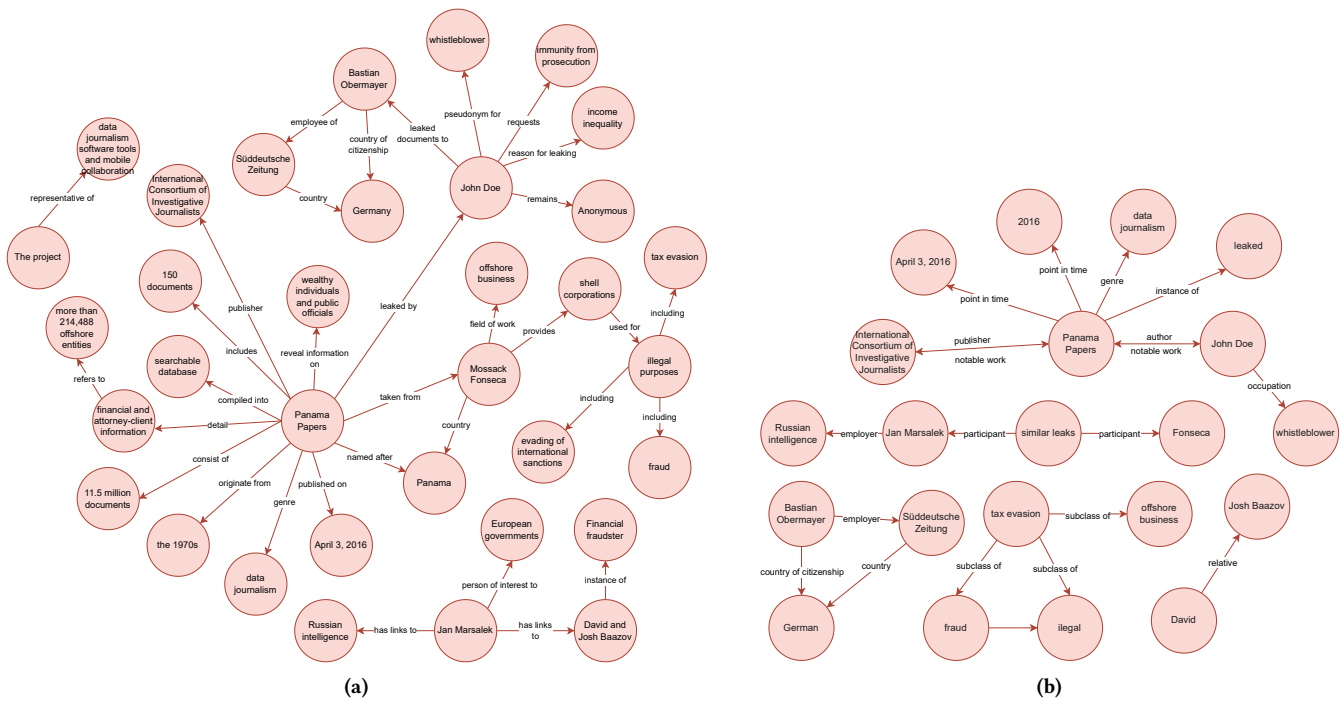 whistleblower
immunity from
prosecution
Bastian
Obermayer
pseudonym for
requests
income
inequality
data
journalism
software tools
and mobile
collaboration
employee of
country of
citizenship
leaked
documents to
reason for leaking
Süddeutsche
Zeitung
International
Consortium of
Investigative
Journalists
John Doe
representative of
country
Germany
remains
Anonymous
The project
150
documents
wealthy
individuals
and public
officials
offshore
business
shell
corporations
tax evasion
publisher
leaked by
more than
214,488
offshore
entities
includes
field of work
provides
used for
including
reveal information
on
searchable
database
refers to
compiled into
Mossack
Fonseca
illegal
purposes
financial and
attorney-client
information
detail
Panama
Papers
taken from
including
including
country
consist of
named after
evading of
international
sanctions
fraud
originate from
published on
Panama
11.5 million
documents
genre
the 1970s
April 3, 2016
European
governments
Financial
fraudster
data
journalism
person of interest to
instance of
Russian
intelligence
has links to
Jan Marsalek
has links
to
David and
Josh Baazov
(a)
2016
data
journalism
leaked
April 3, 2016
point in time
genre
point in time
instance of
International
Consortium of
Investigative
Journalists
publisher
notable work
Panama
Papers
author
notable work
John Doe
occupation
Russian
intelligence
employer
Jan Marsalek
participant
similar leaks
participant
Fonseca
whistleblower
Bastian
Obermayer
employer
Süddeutsche
Zeitung
tax evasion
subclass of
offshore
business
Josh Baazov
country of citizenship
country
subclass of
subclass of
relative
German
fraud
ilegal
David
(b)